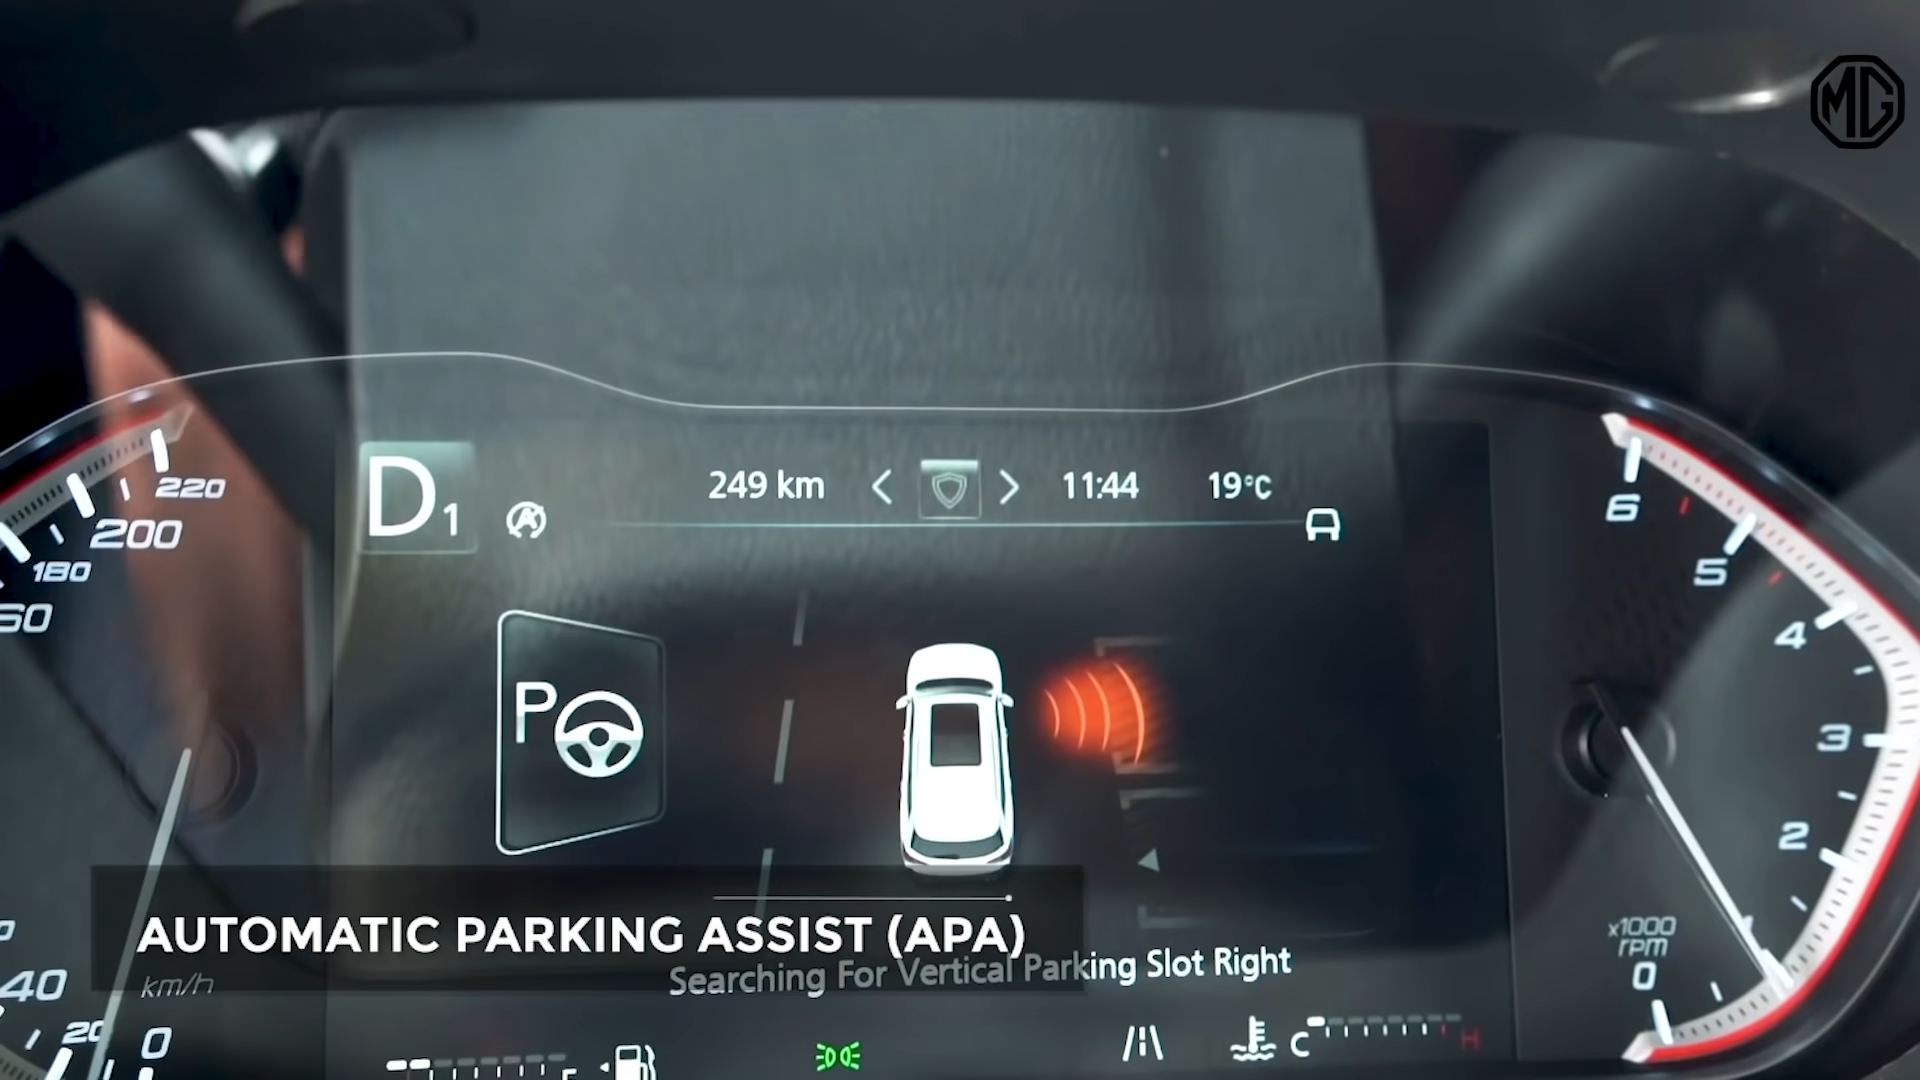 MG
D1
249 km < > 11:44 19°C
A
220
200
180
60
6
5
4
3
2
P
x1000
rpm
0
AUTOMATIC PARKING ASSIST (APA)
Searching For Vertical Parking Slot Right
40
km/h
20
0
C
H